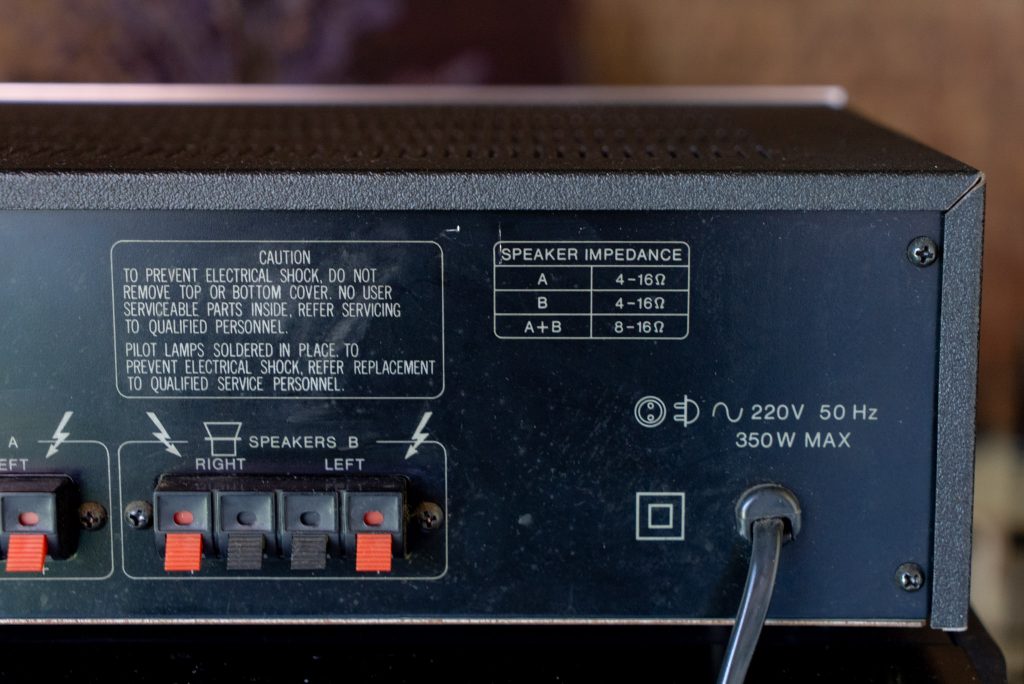 CAUTION
TO PREVENT ELECTRICAL SHOCK, DO NOT
REMOVE TOP OR BOTTOM COVER. NO USER
SERVICEABLE PARTS INSIDE, REFER SERVICING
TO QUALIFIED PERSONNEL.
PILOT LAMPS SOLDERED IN PLACE. TO
PREVENT ELECTRICAL SHOCK, REFER REPLACEMENT
TO QUALIFIED SERVICE PERSONNEL.
SPEAKER IMPEDANCE
A 4-16Ω
B 4-16Ω
A+B 8-16Ω
220V 50 Hz
350W MAX
A
EFT
SPEAKERS B
RIGHT LEFT